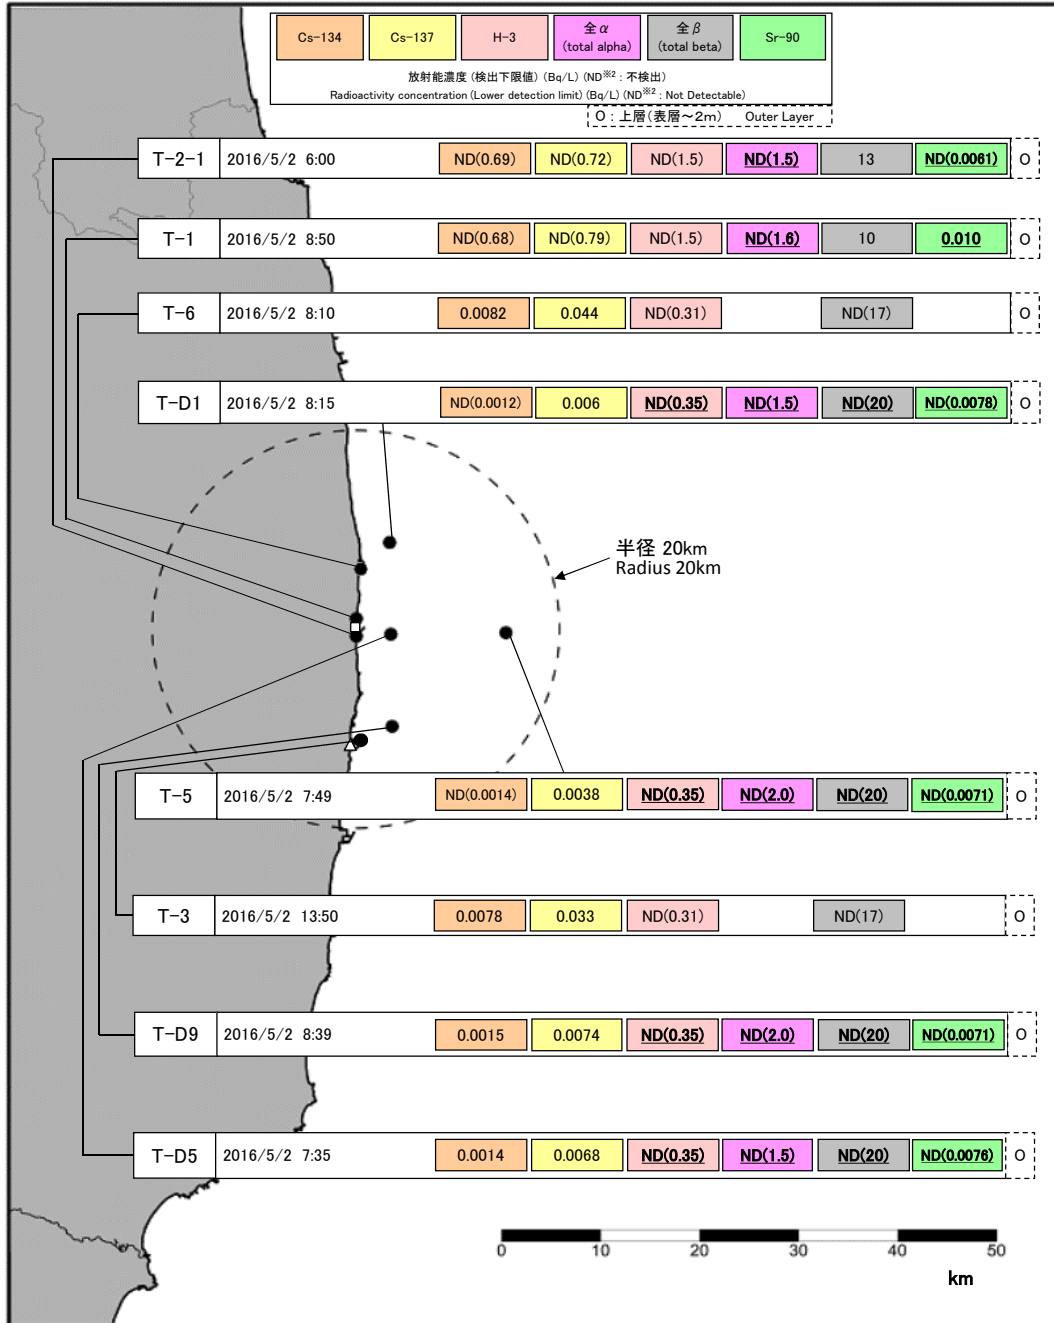 Cs-134 Cs-137 H-3 全α 全β Sr-90
(total alpha) (total beta)
放射能濃度 (検出下限値) (Bq/L) (ND※2 : 不検出)
Radioactivity concentration (Lower detection limit) (Bq/L) (ND※2 : Not Detectable)
O : 上層(表層～2m) Outer Layer
T-2-1 2016/5/2 6:00 ND(0.69) ND(0.72) ND(1.5) ND(1.5) 13 ND(0.0061) O
T-1 2016/5/2 8:50 ND(0.68) ND(0.79) ND(1.5) ND(1.6) 10 0.010 O
T-6 2016/5/2 8:10 0.0082 0.044 ND(0.31) ND(17) O
T-D1 2016/5/2 8:15 ND(0.0012) 0.006 ND(0.35) ND(1.5) ND(20) ND(0.0078) O
半径 20km
Radius 20km
T-5 2016/5/2 7:49 ND(0.0014) 0.0038 ND(0.35) ND(2.0) ND(20) ND(0.0071) O
T-3 2016/5/2 13:50 0.0078 0.033 ND(0.31) ND(17) O
T-D9 2016/5/2 8:39 0.0015 0.0074 ND(0.35) ND(2.0) ND(20) ND(0.0071) O
T-D5 2016/5/2 7:35 0.0014 0.0068 ND(0.35) ND(1.5) ND(20) ND(0.0076) O
0 10 20 30 40 50
km